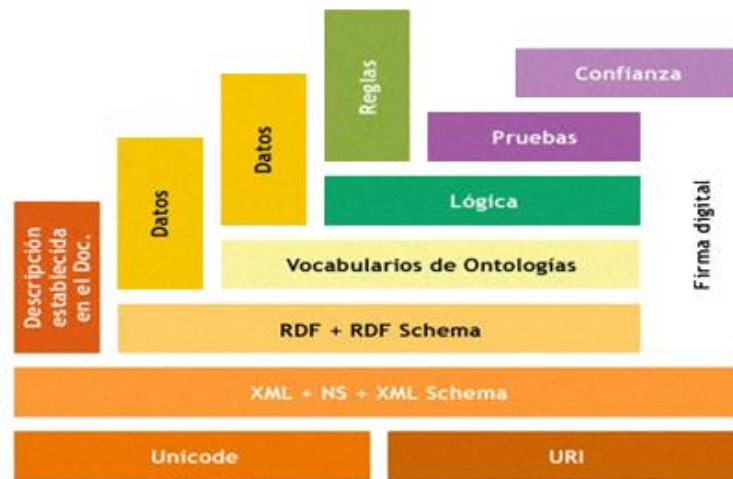 Reglas
Confianza
Datos
Pruebas
Datos
Lógica
Descripción
establecida
en el Doc.
Vocabularios de Ontologías
Firma digital
RDF + RDF Schema
XML + NS + XML Schema
Unicode
URI